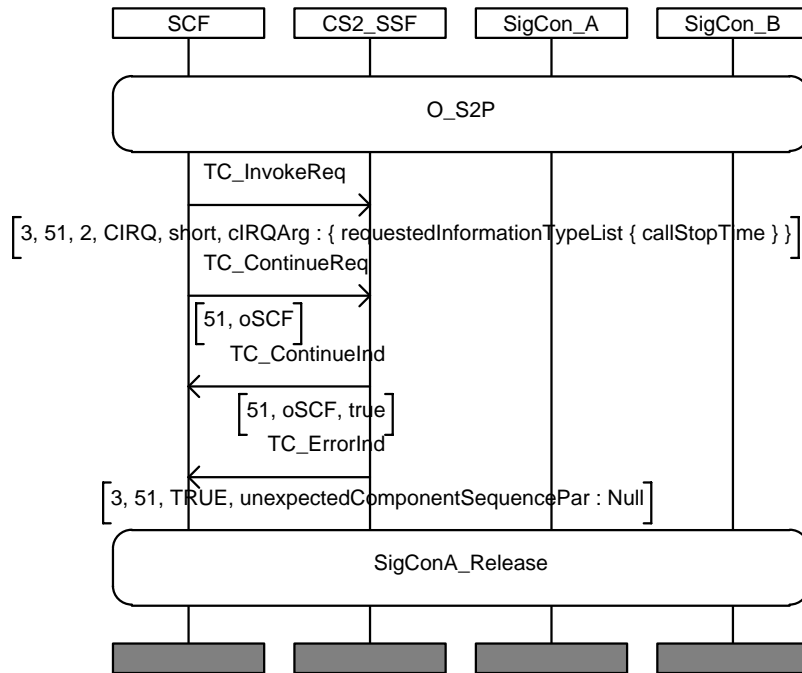 SCF CS2_SSF SigCon_A SigCon_B
O_S2P
TC_InvokeReq
[3, 51, 2, CIRQ, short, cIRQArg : { requestedInformationTypeList { callStopTime } }]
TC_ContinueReq
[51, oSCF]
TC_ContinueInd
[51, oSCF, true]
TC_ErrorInd
[3, 51, TRUE, unexpectedComponentSequencePar : Null]
SigConA_Release